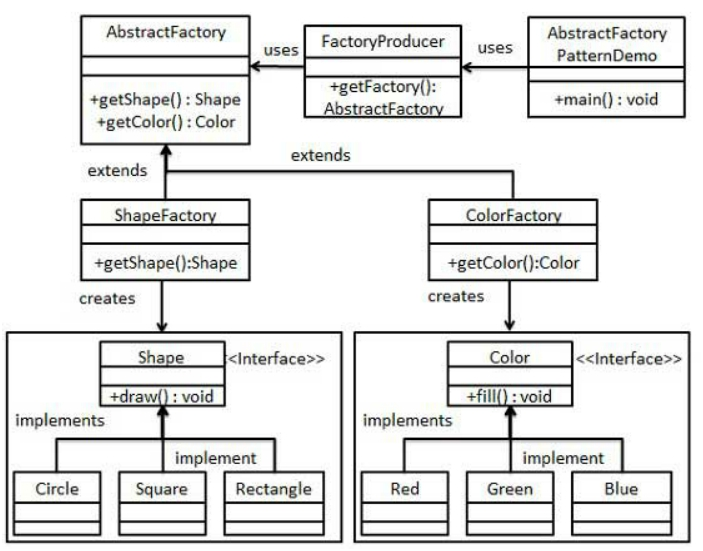 AbstractFactory
+getShape() : Shape
+getColor() : Color
uses
FactoryProducer
+getFactory():
AbstractFactory
uses
AbstractFactory
PatternDemo
+main() : void
extends
extends
ShapeFactory
+getShape():Shape
ColorFactory
+getColor():Color
creates
creates
Shape
<<Interface>>
+draw() : void
implements
implement
Circle
Square
Rectangle
Color
<<Interface>>
+fill() : void
implements
implement
Red
Green
Blue